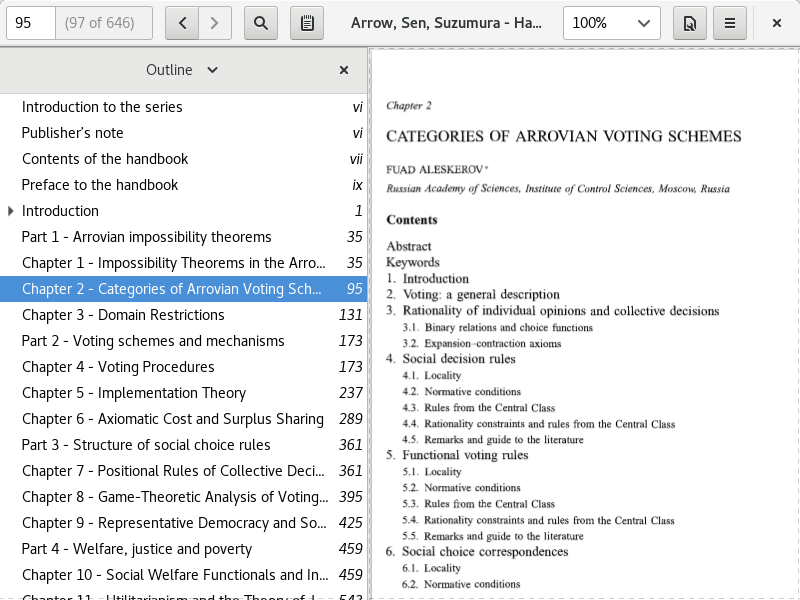 95 (97 of 646) Arrow, Sen, Suzumura - Ha... 100%
Outline
Introduction to the series vi
Publisher's note vi
Contents of the handbook vii
Preface to the handbook ix
Introduction 1
Part 1 - Arrovian impossibility theorems 35
Chapter 1 - Impossibility Theorems in the Arro... 35
Chapter 2 - Categories of Arrovian Voting Sch... 95
Chapter 3 - Domain Restrictions 131
Part 2 - Voting schemes and mechanisms 173
Chapter 4 - Voting Procedures 173
Chapter 5 - Implementation Theory 237
Chapter 6 - Axiomatic Cost and Surplus Sharing 289
Part 3 - Structure of social choice rules 361
Chapter 7 - Positional Rules of Collective Deci... 361
Chapter 8 - Game-Theoretic Analysis of Voting... 395
Chapter 9 - Representative Democracy and So... 425
Part 4 - Welfare, justice and poverty 459
Chapter 10 - Social Welfare Functionals and In... 459
Chapter 11 - Utilitarianism and the Theory of J... 543
Chapter 2
CATEGORIES OF ARROVIAN VOTING SCHEMES
FUAD ALESKEROV*
Russian Academy of Sciences, Institute of Control Sciences, Moscow, Russia
Contents
Abstract
Keywords
1. Introduction
2. Voting: a general description
3. Rationality of individual opinions and collective decisions
3.1. Binary relations and choice functions
3.2. Expansion–contraction axioms
4. Social decision rules
4.1. Locality
4.2. Normative conditions
4.3. Rules from the Central Class
4.4. Rationality constraints and rules from the Central Class
4.5. Remarks and guide to the literature
5. Functional voting rules
5.1. Locality
5.2. Normative conditions
5.3. Rules from the Central Class
5.4. Rationality constraints and rules from the Central Class
5.5. Remarks and guide to the literature
6. Social choice correspondences
6.1. Locality
6.2. Normative conditions